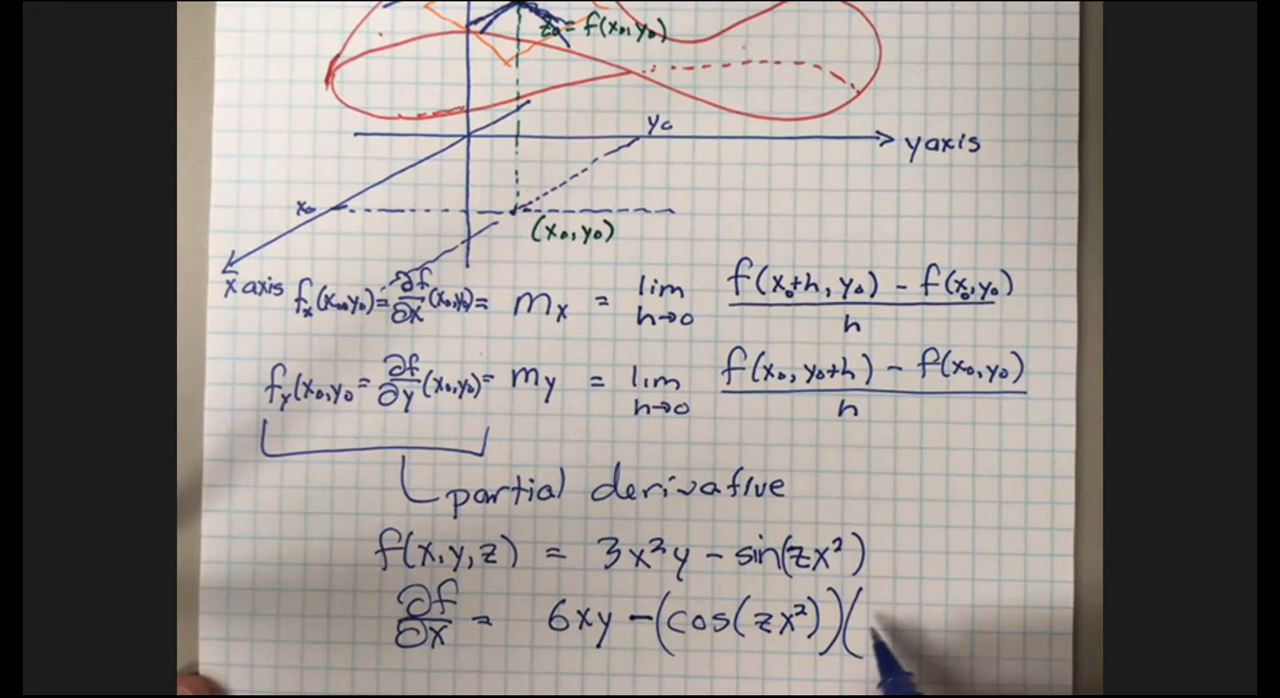 z₀ = f(x₀,y₀)
y₀
y axis
x₀
(x₀,y₀)
x axis
fₓ(x₀,y₀) = ∂f/∂x (x₀,y₀) = mₓ = lim h→0 (f(x₀+h, y₀) - f(x₀,y₀))/h
f_y(x₀,y₀ = ∂f/∂y (x₀,y₀) = m_y = lim h→0 (f(x₀, y₀+h) - f(x₀,y₀))/h
partial derivative
f(x,y,z) = 3x²y - sin(zx²)
∂f/∂x = 6xy - (cos(zx²))(